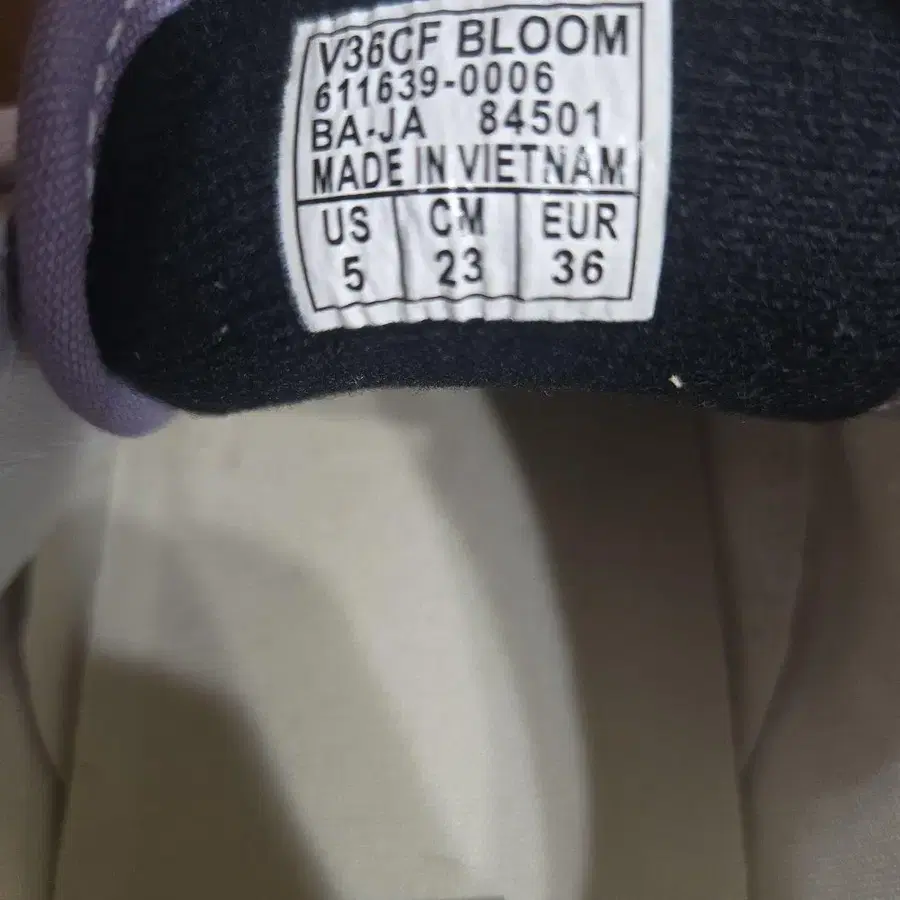 V36CF BLOOM
611639-0006
BA-JA 84501
MADE IN VIETNAM
US CM EUR
5 23 36